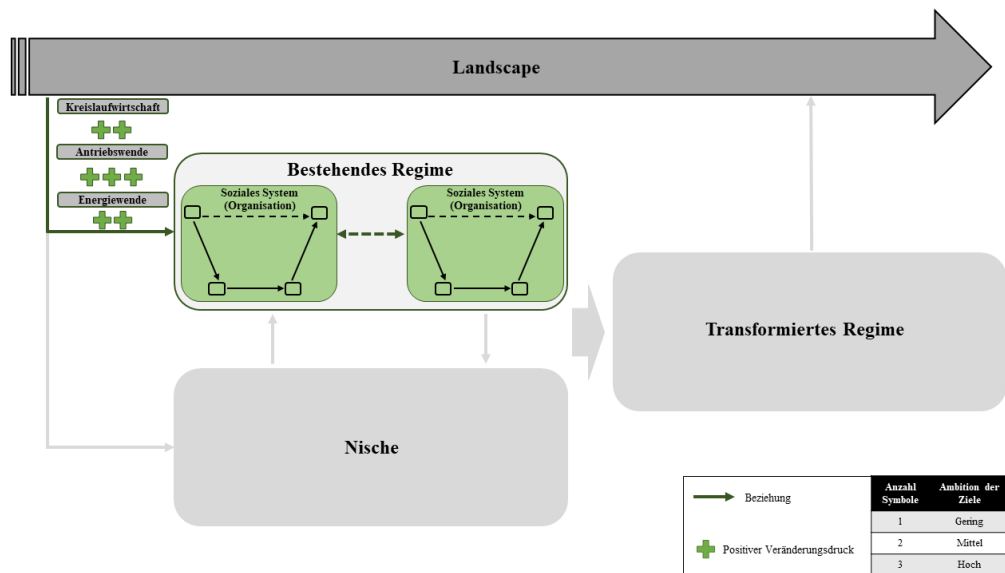 Landscape
Kreislaufwirtschaft
Antriebswende
Energiewende
Bestehendes Regime
Soziales System
(Organisation)
Soziales System
(Organisation)
Transformiertes Regime
Nische
Beziehung
Positiver Veränderungsdruck
Anzahl Symbole
Ambition der Ziele
1 Gering
2 Mittel
3 Hoch